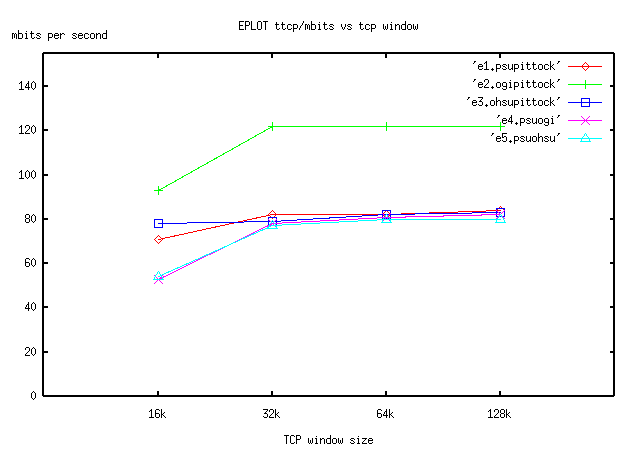 EPLOT ttcp/mbits vs tcp window
mbits per second
'e1.psupittock'
'e2.ogipittock'
'e3.ohsupittock'
'e4.psuogi'
'e5.psuohsu'
140
120
100
80
60
40
20
0
16k 32k 64k 128k
TCP window size